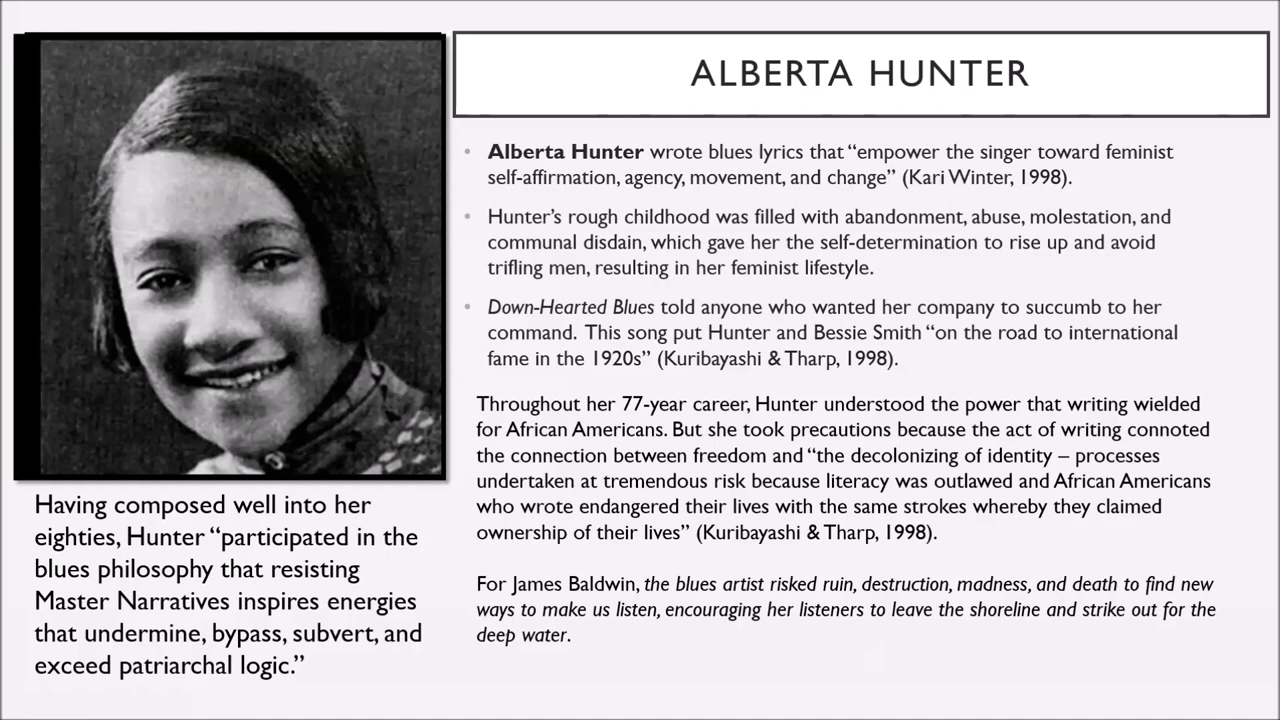 ALBERTA HUNTER
• Alberta Hunter wrote blues lyrics that “empower the singer toward feminist
self-affirmation, agency, movement, and change” (Kari Winter, 1998).
• Hunter’s rough childhood was filled with abandonment, abuse, molestation, and
communal disdain, which gave her the self-determination to rise up and avoid
trifling men, resulting in her feminist lifestyle.
• Down-Hearted Blues told anyone who wanted her company to succumb to her
command. This song put Hunter and Bessie Smith “on the road to international
fame in the 1920s” (Kuribayashi & Tharp, 1998).
Throughout her 77-year career, Hunter understood the power that writing wielded
for African Americans. But she took precautions because the act of writing connoted
the connection between freedom and “the decolonizing of identity – processes
undertaken at tremendous risk because literacy was outlawed and African Americans
who wrote endangered their lives with the same strokes whereby they claimed
ownership of their lives” (Kuribayashi & Tharp, 1998).
For James Baldwin, the blues artist risked ruin, destruction, madness, and death to find new
ways to make us listen, encouraging her listeners to leave the shoreline and strike out for the
deep water.
Having composed well into her
eighties, Hunter “participated in the
blues philosophy that resisting
Master Narratives inspires energies
that undermine, bypass, subvert, and
exceed patriarchal logic.”